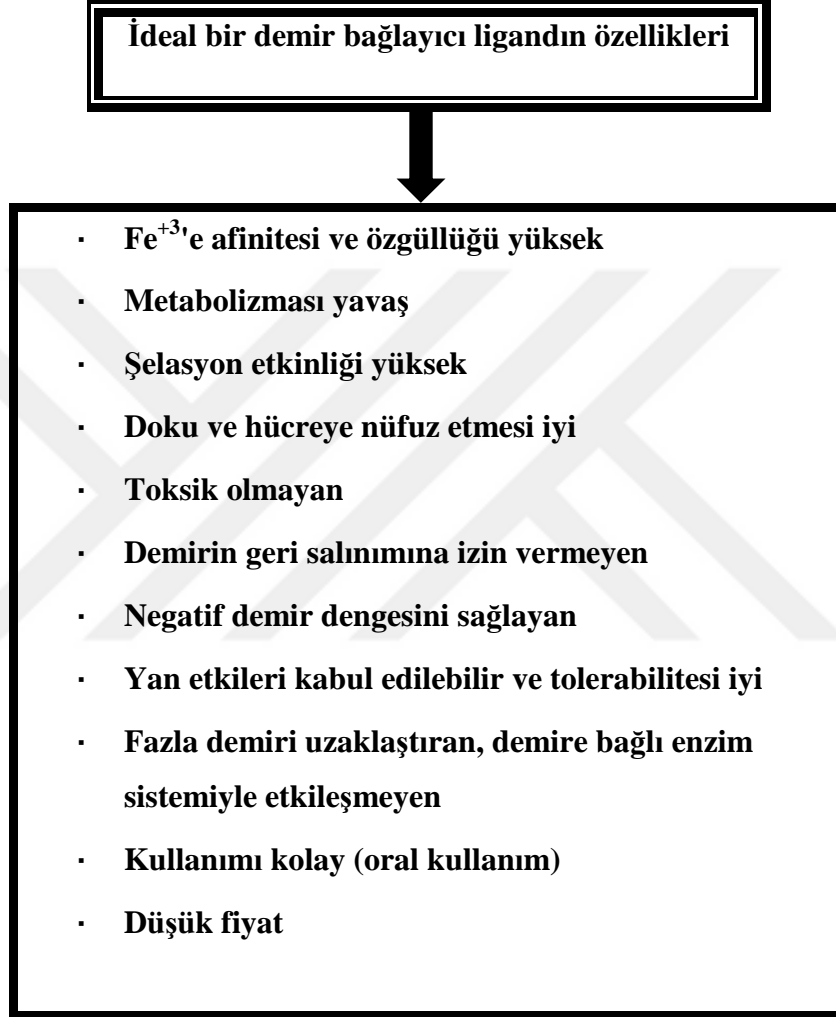 İdeal bir demir bağlayıcı ligandın özellikleri
· Fe⁺³'e afinitesi ve özgüllüğü yüksek
· Metabolizması yavaş
· Şelasyon etkinliği yüksek
· Doku ve hücreye nüfuz etmesi iyi
· Toksik olmayan
· Demirin geri salınımına izin vermeyen
· Negatif demir dengesini sağlayan
· Yan etkileri kabul edilebilir ve tolerabilitesi iyi
· Fazla demiri uzaklaştıran, demire bağlı enzim
sistemiyle etkileşmeyen
· Kullanımı kolay (oral kullanım)
· Düşük fiyat